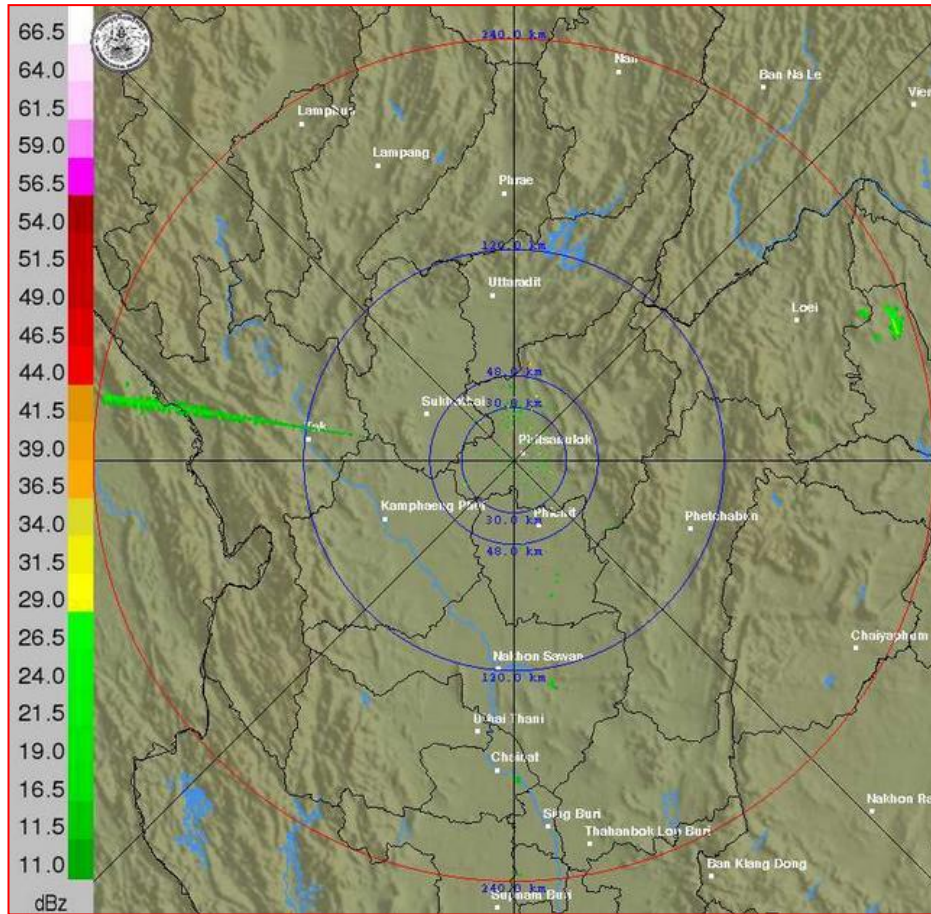 66.5
64.0
61.5
59.0
56.5
54.0
49.0
46.5
44.0
41.5
39.0
36.5
34.0
29.0
26.5
24.0
21.5
19.0
16.5
11.5
11.0
dBz
240.0 km
Nan
Ban Na Le
Vien
Lamphun
Lampang
Phrae
120.0 km
Uttaradit
Loei
48.0 km
30.0 km
Sukhothai
Tak
Phitsanulok
Kamphaeng Phet
Phichit
Phetchabun
30.0 km
48.0 km
Chaiyaphum
Nakhon Sawan
120.0 km
Uthai Thani
Chainat
Nakhon Ra
Sing Buri
Thahanbok Lop Buri
Ban Klang Dong
240.0 km
Suphan Buri